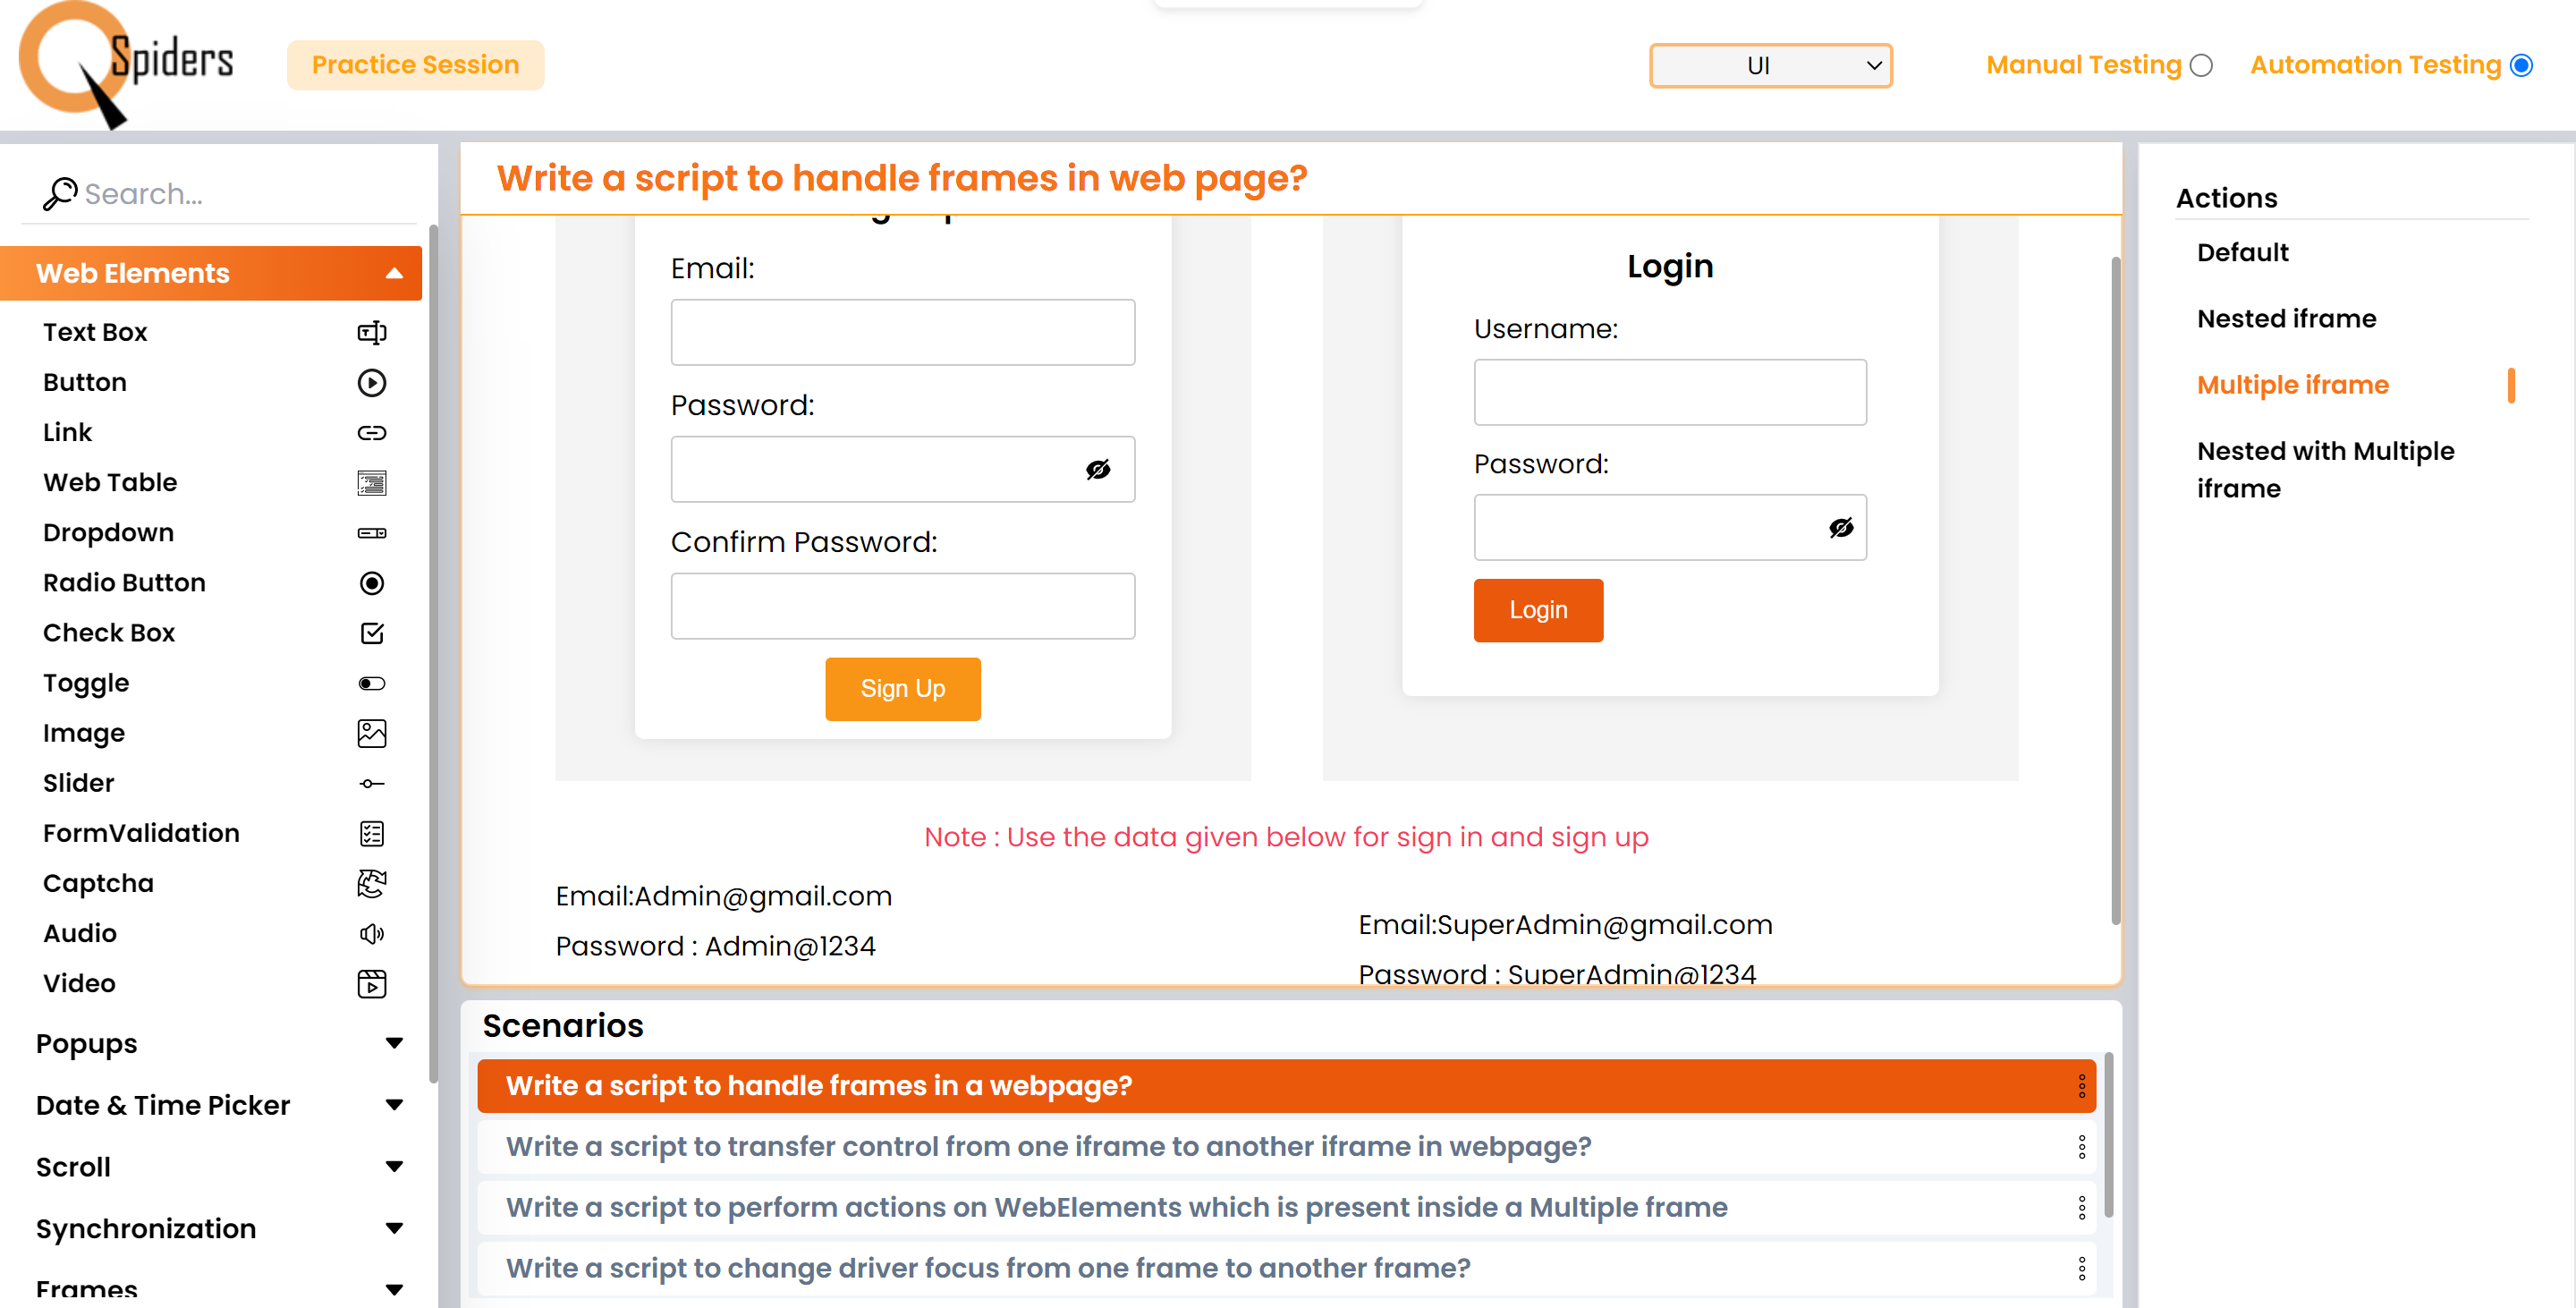 Spiders
Practice Session
UI
Manual Testing
Automation Testing
Search...
Web Elements
Text Box
Button
Link
Web Table
Dropdown
Radio Button
Check Box
Toggle
Image
Slider
FormValidation
Captcha
Audio
Video
Popups
Date & Time Picker
Scroll
Synchronization
Frames
Write a script to handle frames in web page?
Email:
Password:
Confirm Password:
Sign Up
Login
Username:
Password:
Login
Note : Use the data given below for sign in and sign up
Email:Admin@gmail.com
Password : Admin@1234
Email:SuperAdmin@gmail.com
Password : SuperAdmin@1234
Scenarios
Write a script to handle frames in a webpage?
Write a script to transfer control from one iframe to another iframe in webpage?
Write a script to perform actions on WebElements which is present inside a Multiple frame
Write a script to change driver focus from one frame to another frame?
Actions
Default
Nested iframe
Multiple iframe
Nested with Multiple
iframe